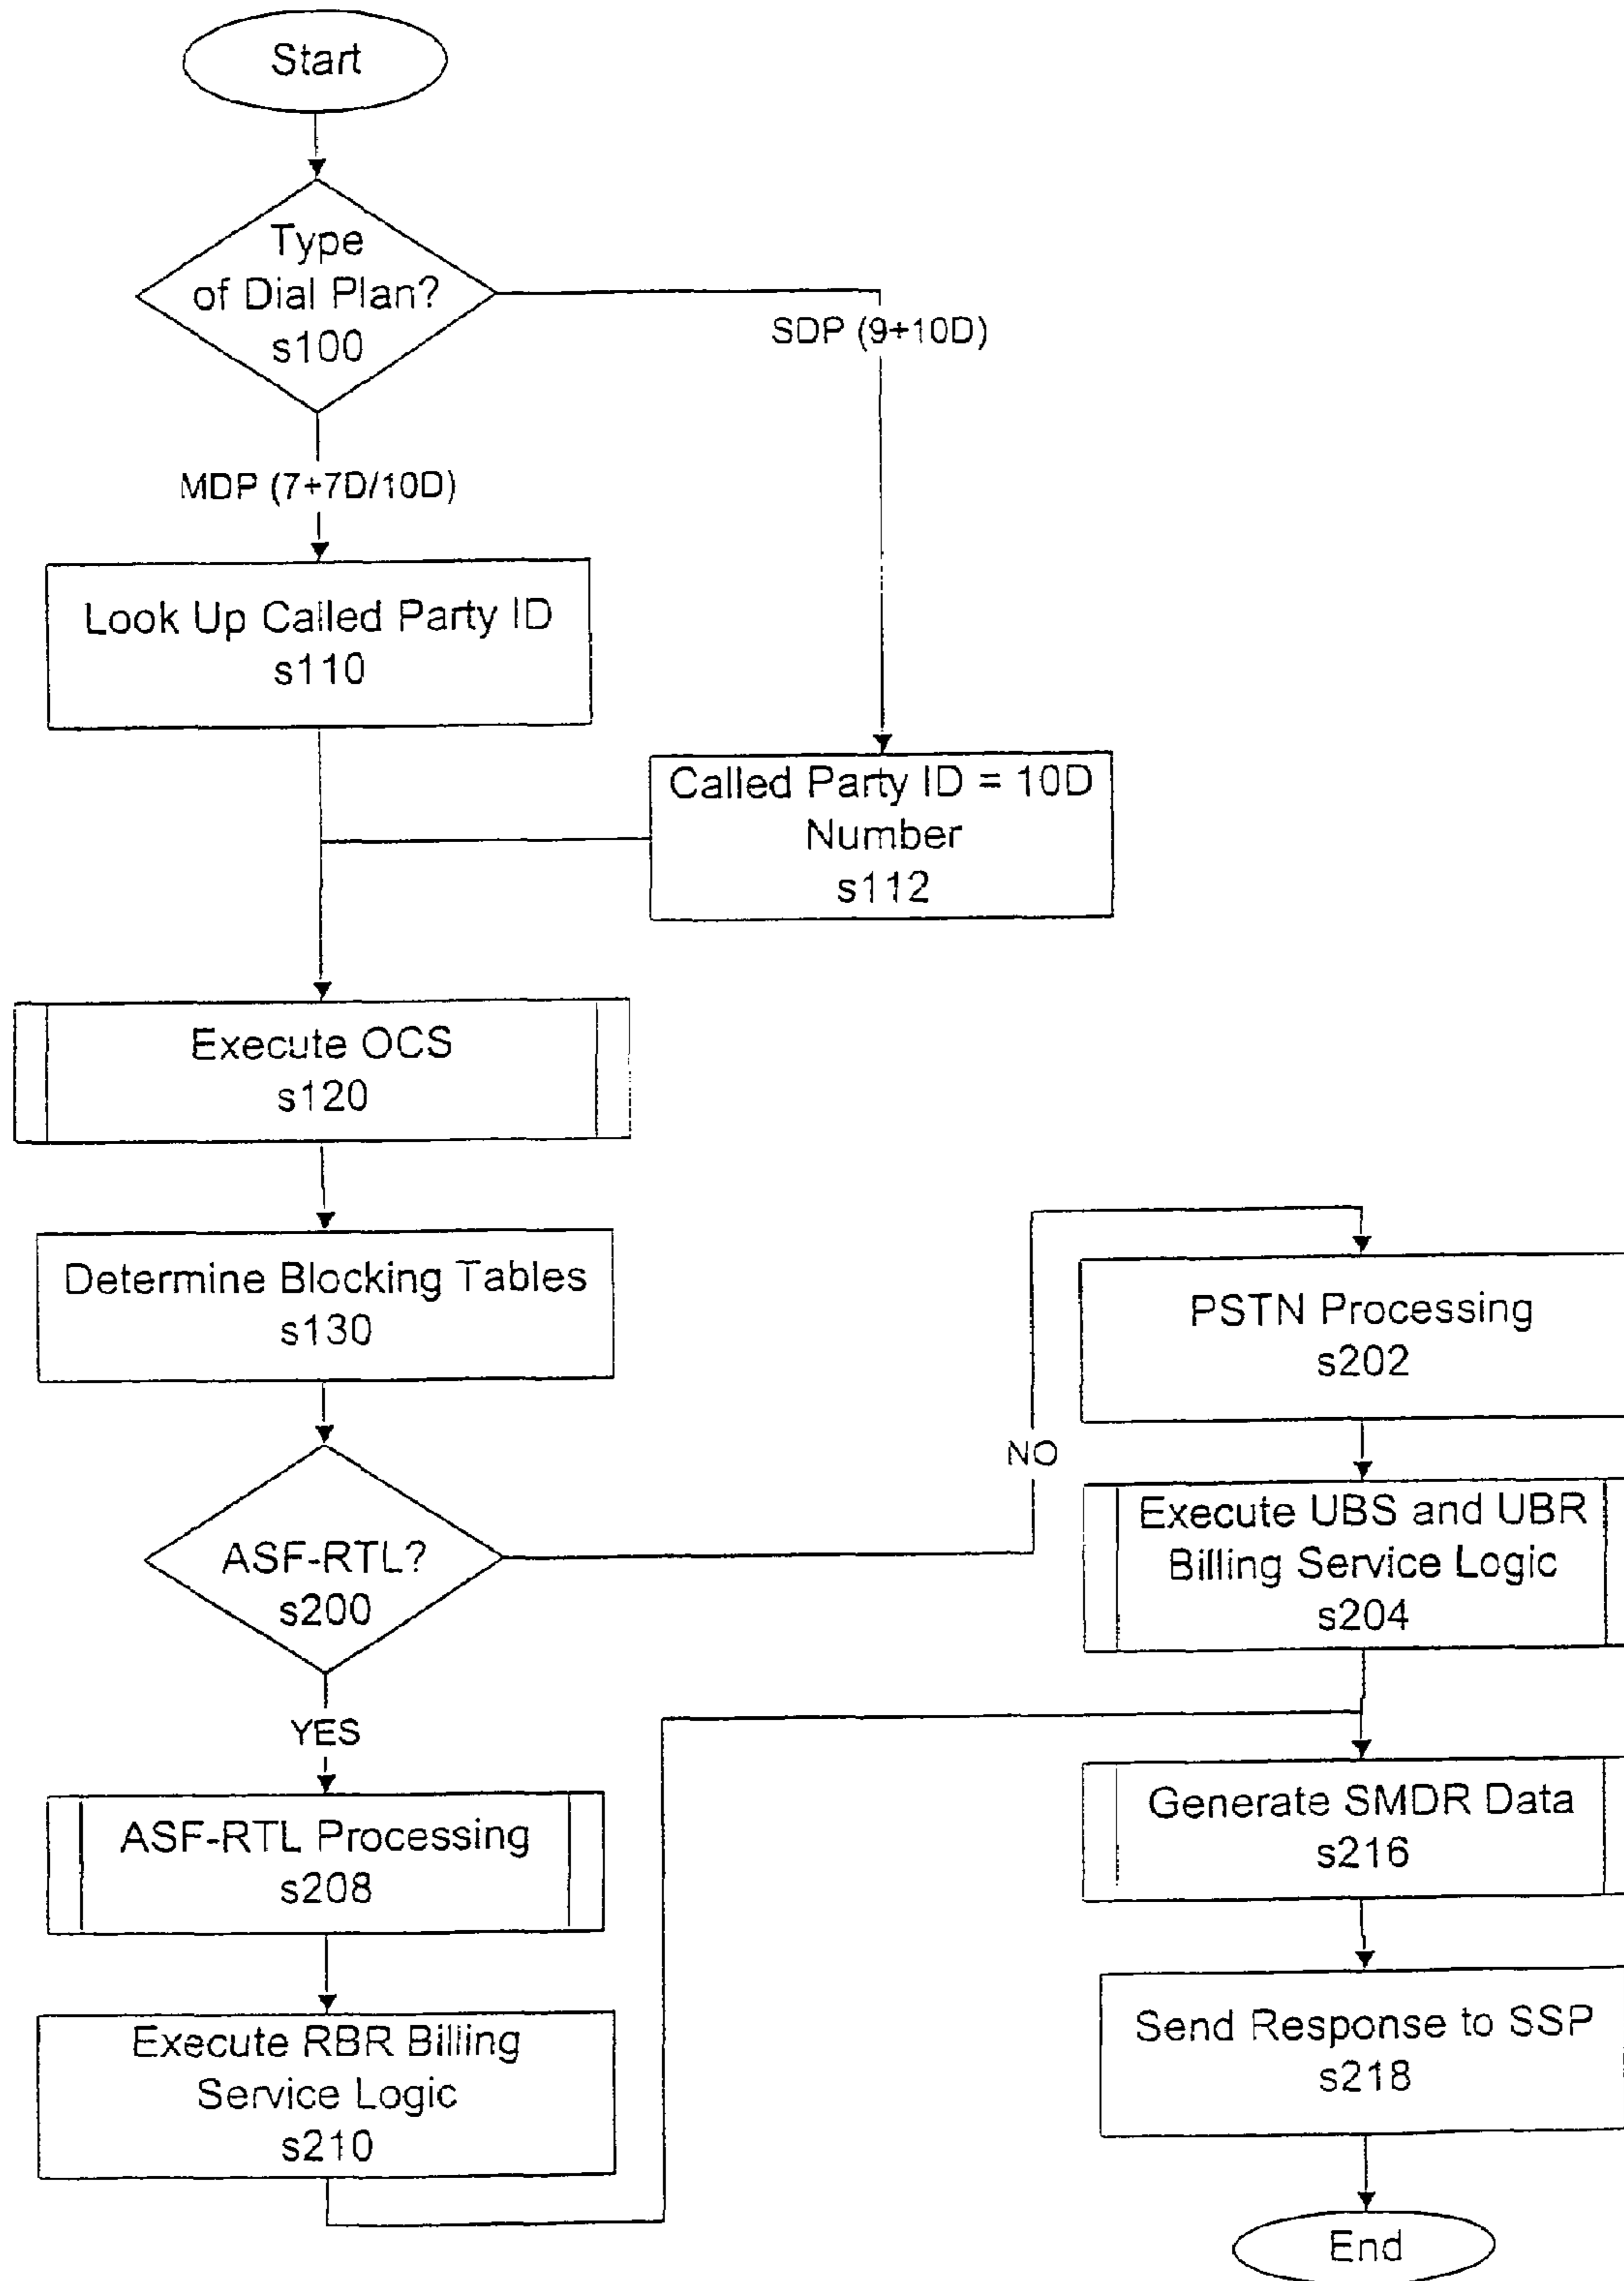 Start
Type
of Dial Plan?
s100
SDP (9+10D)
MDP (7+7D/10D)
Look Up Called Party ID
s110
Called Party ID = 10D
Number
s112
Execute OCS
s120
Determine Blocking Tables
s130
ASF-RTL?
s200
NO
PSTN Processing
s202
Execute UBS and UBR
Billing Service Logic
s204
YES
ASF-RTL Processing
s208
Execute RBR Billing
Service Logic
s210
Generate SMDR Data
s216
Send Response to SSP
s218
End